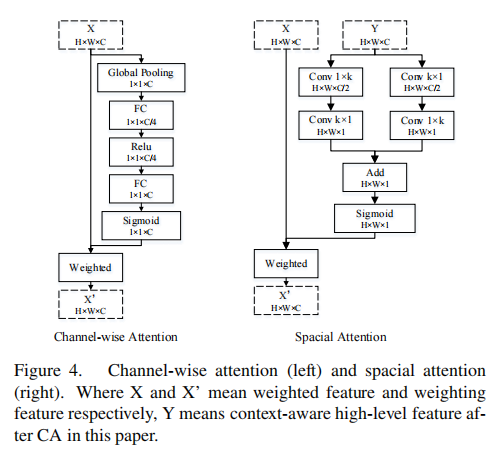 X
H×W×C
Global Pooling
1×1×C
FC
1×1×C/4
Relu
1×1×C/4
FC
1×1×C
Sigmoid
1×1×C
Weighted
X'
H×W×C
Channel-wise Attention
X
H×W×C
Y
H×W×C
Conv 1×k
H×W×C/2
Conv k×1
H×W×C/2
Conv k×1
H×W×1
Conv 1×k
H×W×1
Add
H×W×1
Sigmoid
H×W×1
Weighted
X'
H×W×C
Spacial Attention
Figure 4. Channel-wise attention (left) and spacial attention
(right). Where X and X' mean weighted feature and weighting
feature respectively, Y means context-aware high-level feature af-
ter CA in this paper.